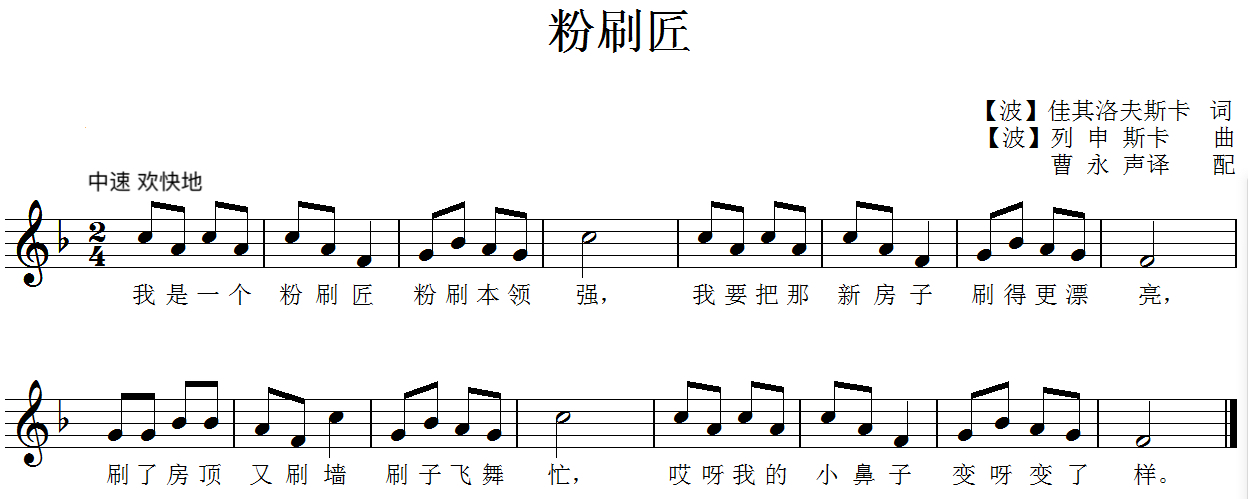 粉刷匠
【波】佳其洛夫斯卡 词
【波】列 申 斯卡 曲
曹 永 声译 配
中速 欢快地
2
4
我是一个 粉刷匠 粉刷本领 强， 我要把那 新房子 刷得更漂 亮，
刷了房顶 又刷墙 刷子飞舞 忙， 哎呀我的 小鼻子 变呀变了 样。